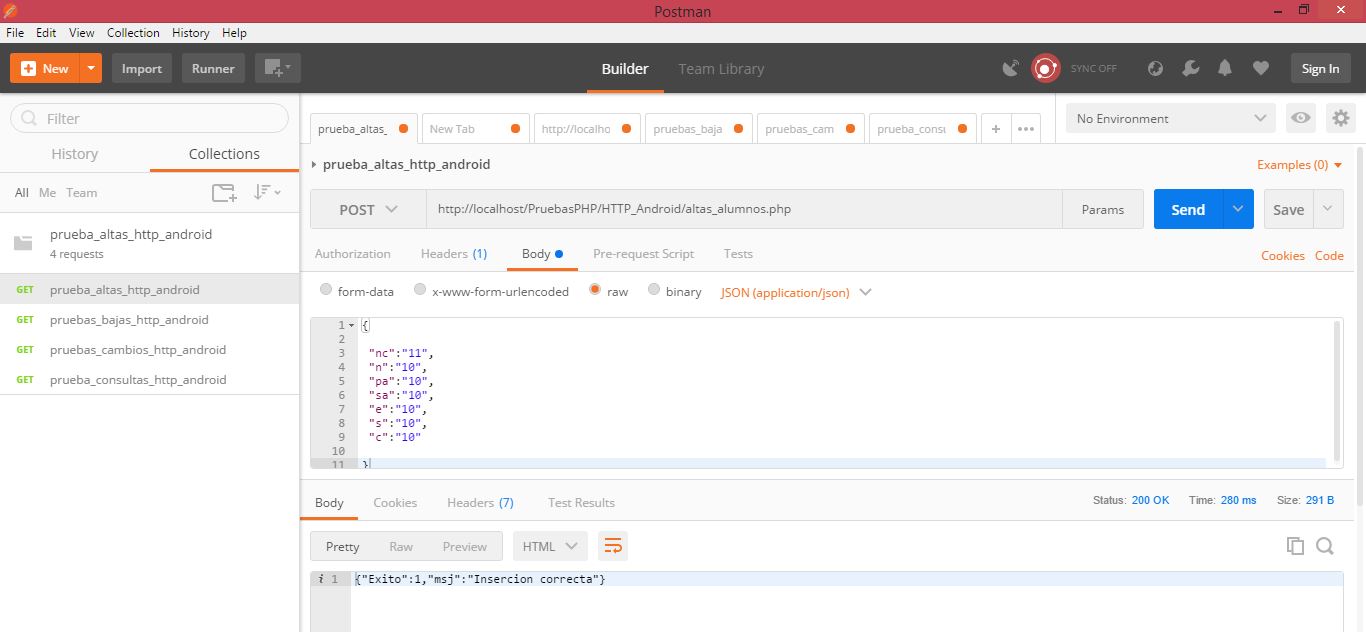 Postman
File Edit View Collection History Help
New Import Runner Builder Team Library SYNC OFF Sign In
Filter
History Collections
All Me Team
prueba_altas_http_android
4 requests
GET prueba_altas_http_android
GET pruebas_bajas_http_android
GET pruebas_cambios_http_android
GET prueba_consultas_http_android
prueba_altas_ New Tab http://localho pruebas_baja pruebas_cam prueba_consu + ••• No Environment
prueba_altas_http_android Examples (0)
POST http://localhost/PruebasPHP/HTTP_Android/altas_alumnos.php Params Send Save
Authorization Headers (1) Body Pre-request Script Tests Cookies Code
form-data x-www-form-urlencoded raw binary JSON (application/json)
1 {
2
3 "nc":"11",
4 "n":"10",
5 "pa":"10",
6 "sa":"10",
7 "e":"10",
8 "s":"10",
9 "c":"10"
10
11 }
Body Cookies Headers (7) Test Results Status: 200 OK Time: 280 ms Size: 291 B
Pretty Raw Preview HTML
i 1 {"Exito":1,"msj":"Insercion correcta"}